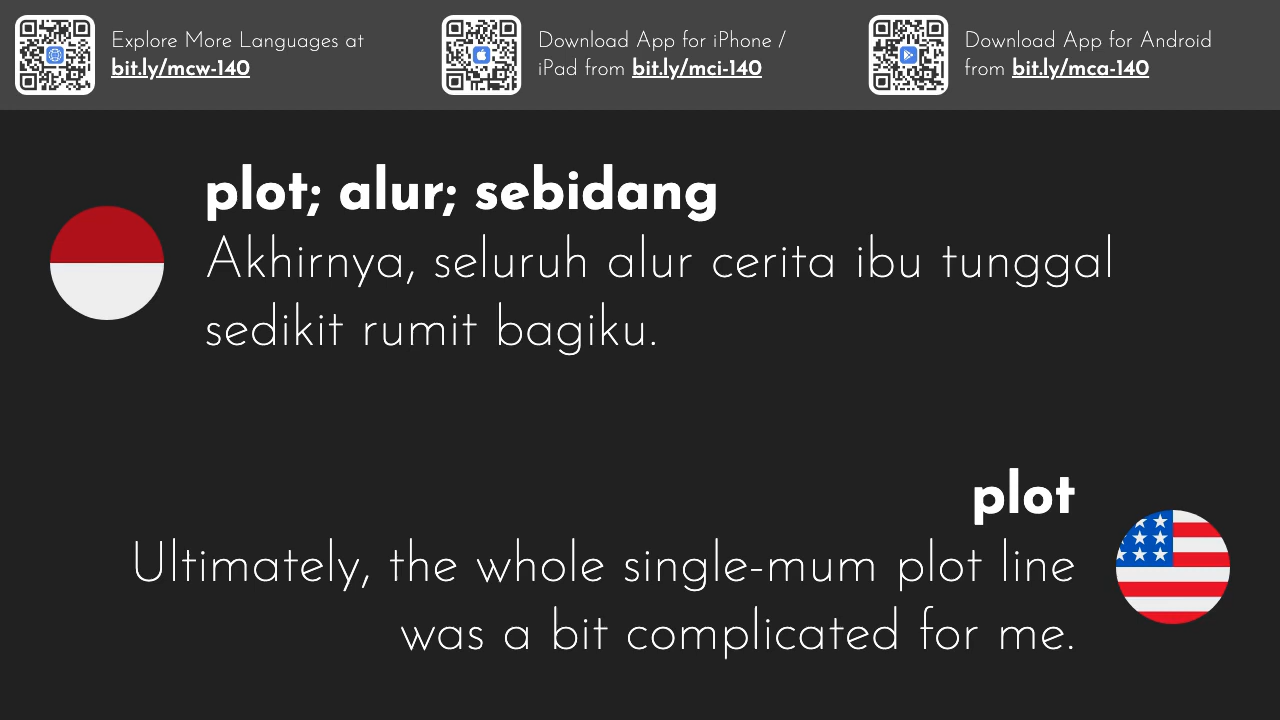 Explore More Languages at
bit.ly/mcw-140
Download App for iPhone /
iPad from bit.ly/mci-140
Download App for Android
from bit.ly/mca-140
plot; alur; sebidang
Akhirnya, seluruh alur cerita ibu tunggal
sedikit rumit bagiku.
plot
Ultimately, the whole single-mum plot line
was a bit complicated for me.